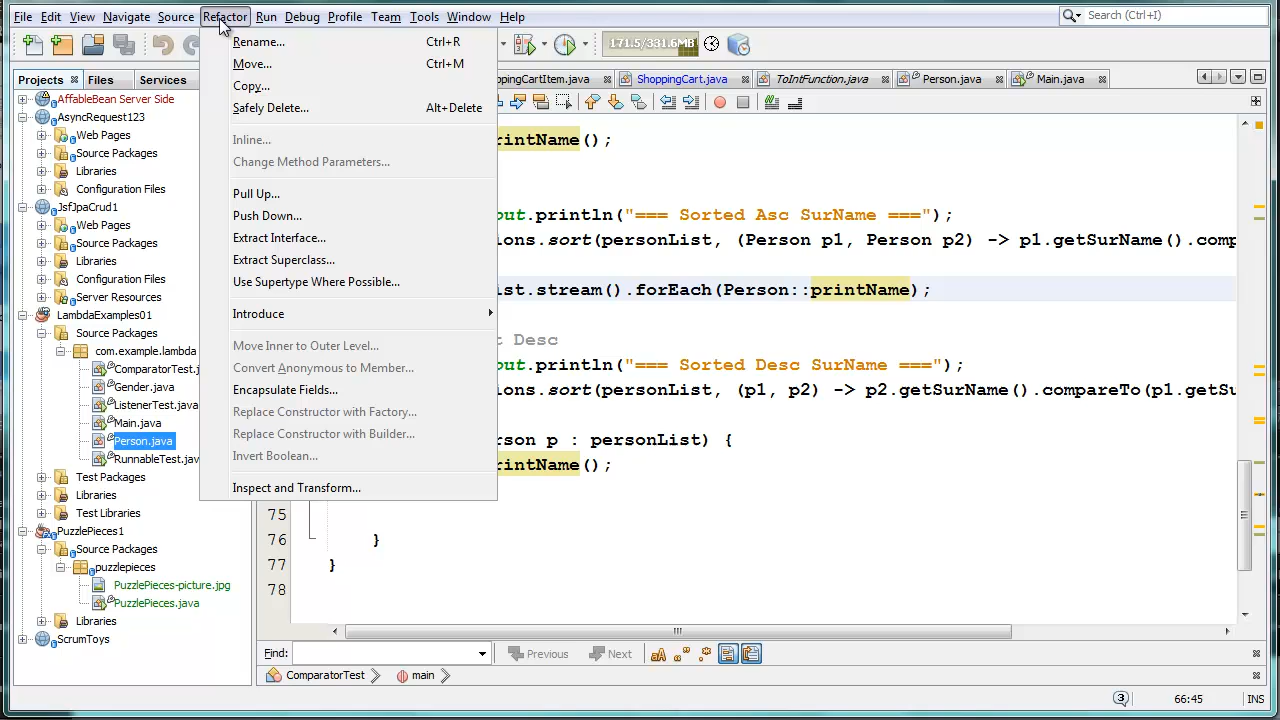 File Edit View Navigate Source Refactor Run Debug Profile Team Tools Window Help
Search (Ctrl+I)
171.5/331.6MB
Projects Files Services
ppingCartItem.java ShoppingCart.java ToIntFunction.java Person.java Main.java
AffableBean Server Side
AsyncRequest123
Web Pages
Source Packages
Libraries
Configuration Files
JsfJpaCrud1
Web Pages
Source Packages
Libraries
Configuration Files
Server Resources
LambdaExamples01
Source Packages
com.example.lambda
ComparatorTest.j
Gender.java
ListenerTest.java
Main.java
Person.java
RunnableTest.jav
Test Packages
Libraries
Test Libraries
PuzzlePieces1
Source Packages
puzzlepieces
PuzzlePieces-picture.jpg
PuzzlePieces.java
Libraries
ScrumToys
Rename... Ctrl+R
Move... Ctrl+M
Copy...
Safely Delete... Alt+Delete
Inline...
Change Method Parameters...
Pull Up...
Push Down...
Extract Interface...
Extract Superclass...
Use Supertype Where Possible...
Introduce
Move Inner to Outer Level...
Convert Anonymous to Member...
Encapsulate Fields...
Replace Constructor with Factory...
Replace Constructor with Builder...
Invert Boolean...
Inspect and Transform...
rintName();
out.println("=== Sorted Asc SurName ===");
ions.sort(personList, (Person p1, Person p2) -> p1.getSurName().comp
ist.stream().forEach(Person::printName);
t Desc
out.println("=== Sorted Desc SurName ===");
ions.sort(personList, (p1, p2) -> p2.getSurName().compareTo(p1.getSu
rson p : personList) {
rintName();
75
76 }
77 }
78
Find: Previous Next
ComparatorTest main
3 66:45 INS